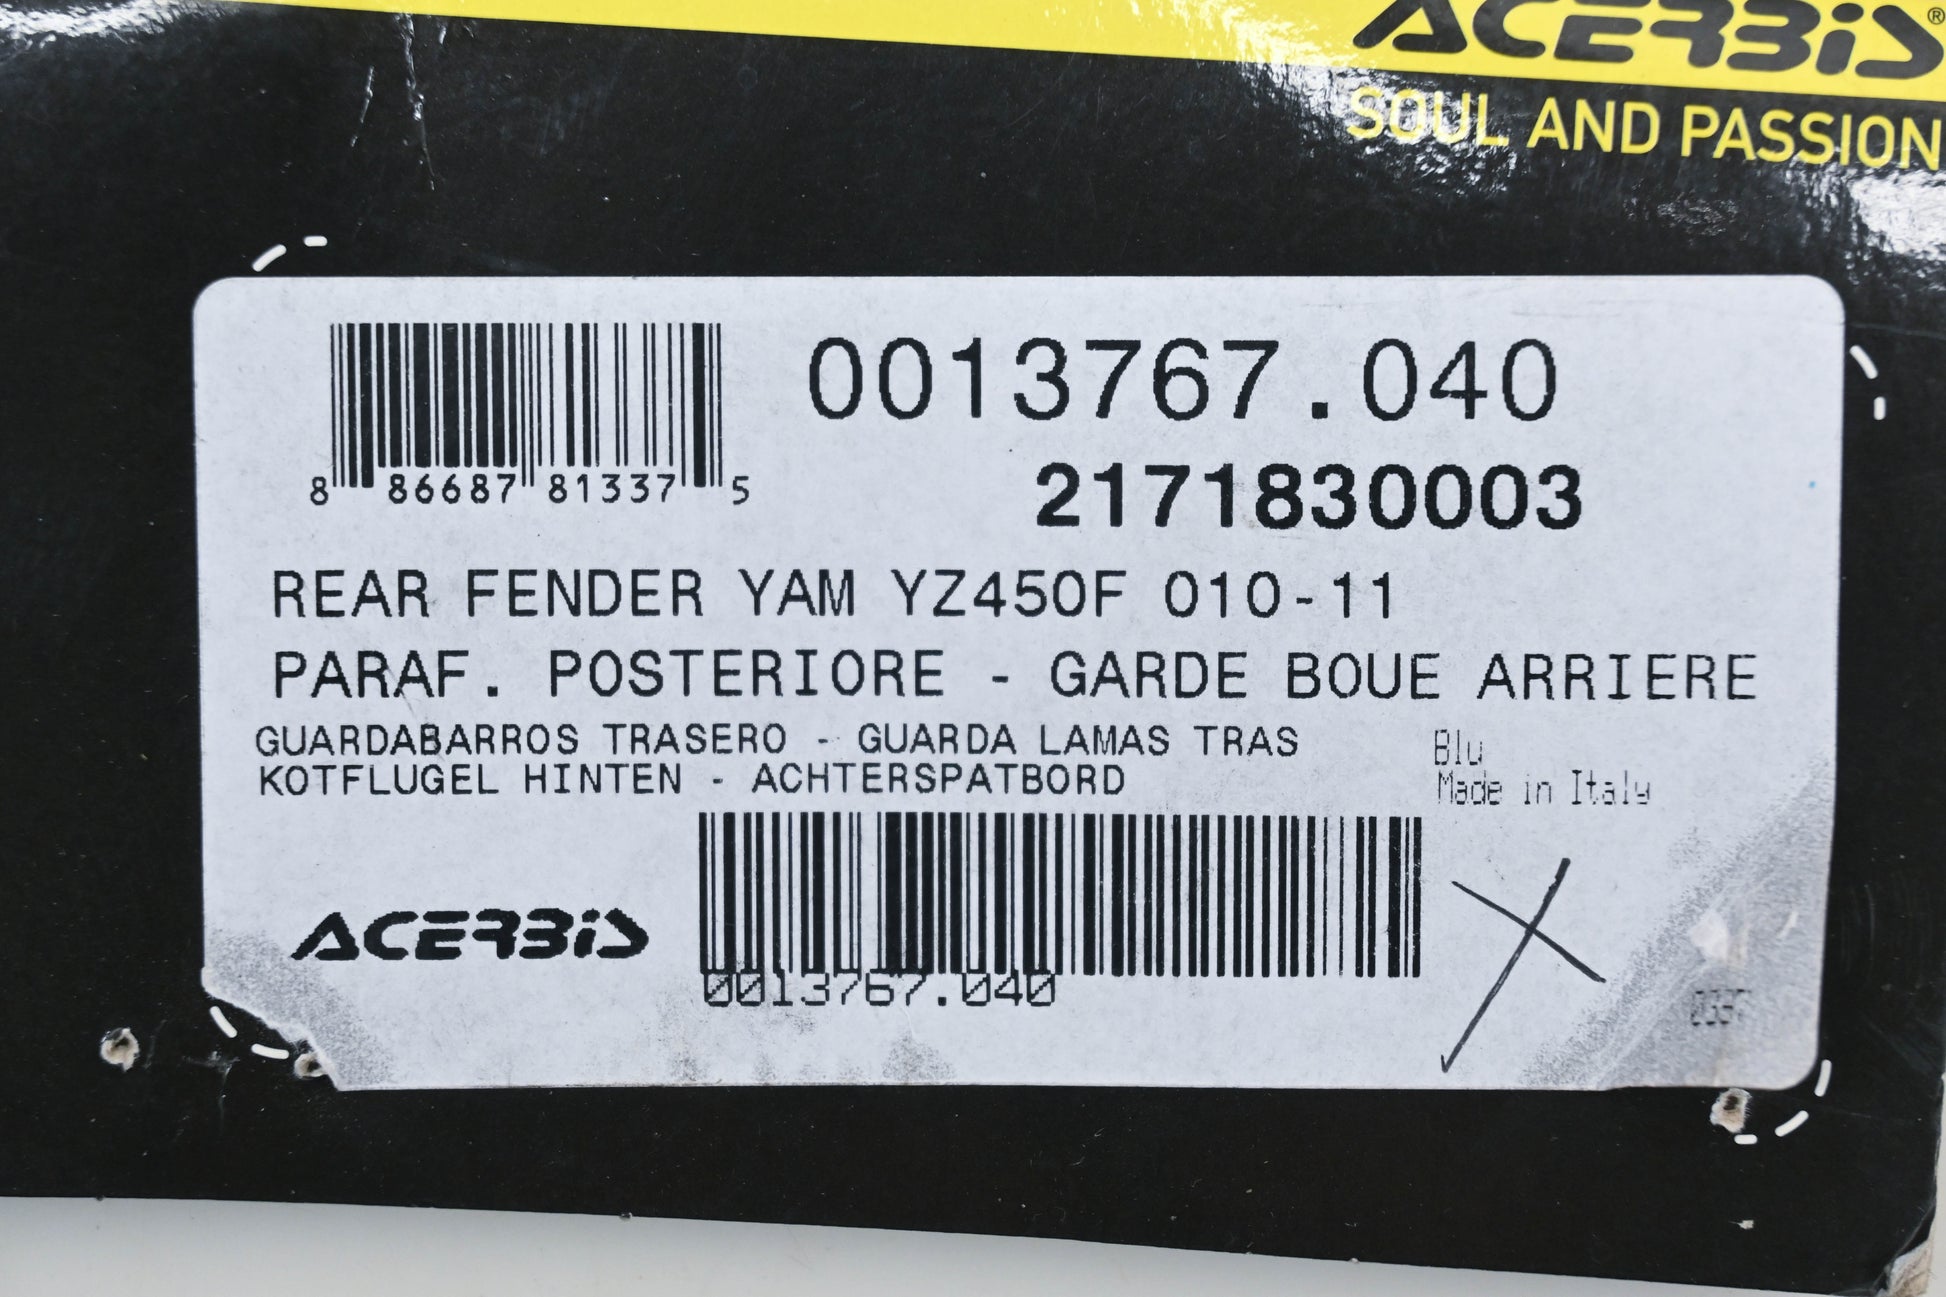 ACERBIS®
SOUL AND PASSION
8 86687 81337 5
0013767.040
2171830003
REAR FENDER YAM YZ450F 010-11
PARAF. POSTERIORE - GARDE BOUE ARRIERE
GUARDABARROS TRASERO - GUARDA LAMAS TRAS
KOTFLUGEL HINTEN - ACHTERSPATBORD
Blu
Made in Italy
ACERBIS
0013767.040